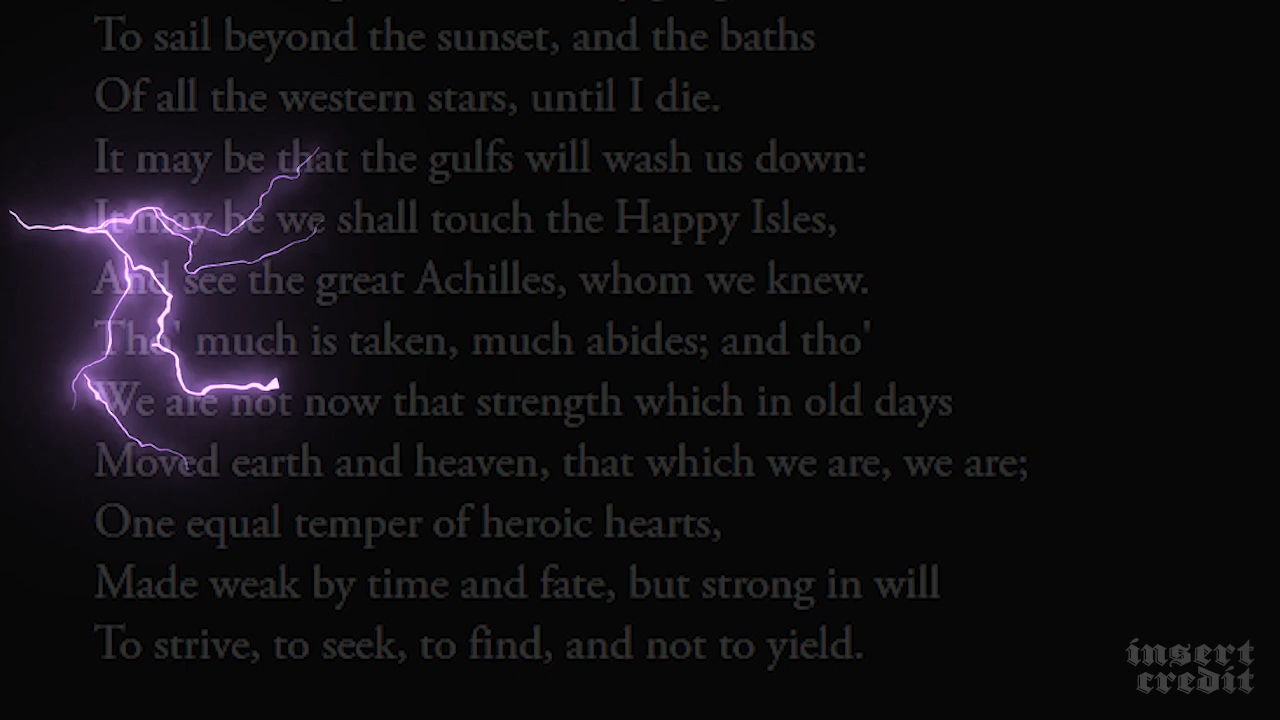 To sail beyond the sunset, and the baths
Of all the western stars, until I die.
It may be that the gulfs will wash us down:
It may be we shall touch the Happy Isles,
And see the great Achilles, whom we knew.
Tho' much is taken, much abides; and tho'
We are not now that strength which in old days
Moved earth and heaven, that which we are, we are;
One equal temper of heroic hearts,
Made weak by time and fate, but strong in will
To strive, to seek, to find, and not to yield.
insert
credit